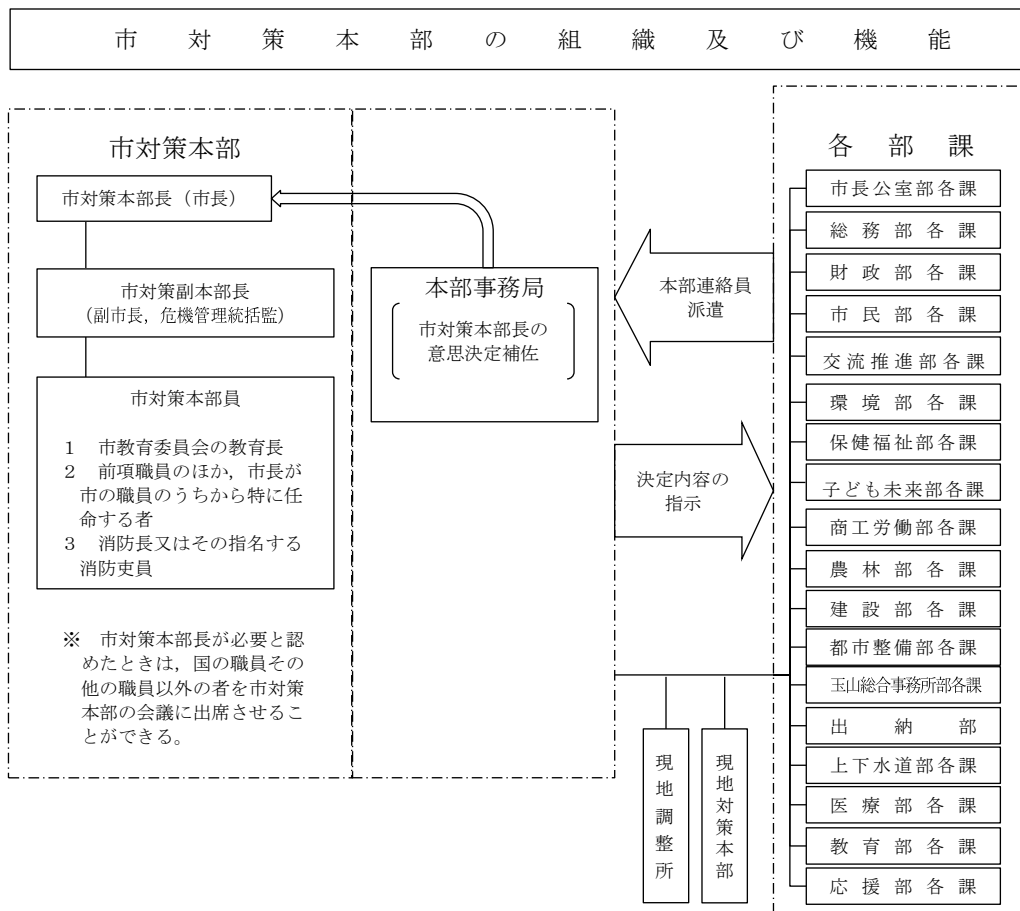 市対策本部の組織及び機能
市対策本部
市対策本部長（市長）
市対策副本部長
（副市長，危機管理統括監）
市対策本部員
１　市教育委員会の教育長
２　前項職員のほか，市長が
市の職員のうちから特に任
命する者
３　消防長又はその指名する
消防吏員
※　市対策本部長が必要と認
めたときは，国の職員その
他の職員以外の者を市対策
本部の会議に出席させるこ
とができる。
本部事務局
市対策本部長の
意思決定補佐
本部連絡員
派遣
決定内容の
指示
現地調整所
現地対策本部
各部課
市長公室部各課
総務部各課
財政部各課
市民部各課
交流推進部各課
環境部各課
保健福祉部各課
子ども未来部各課
商工労働部各課
農林部各課
建設部各課
都市整備部各課
玉山総合事務所部各課
出納部
上下水道部各課
医療部各課
教育部各課
応援部各課